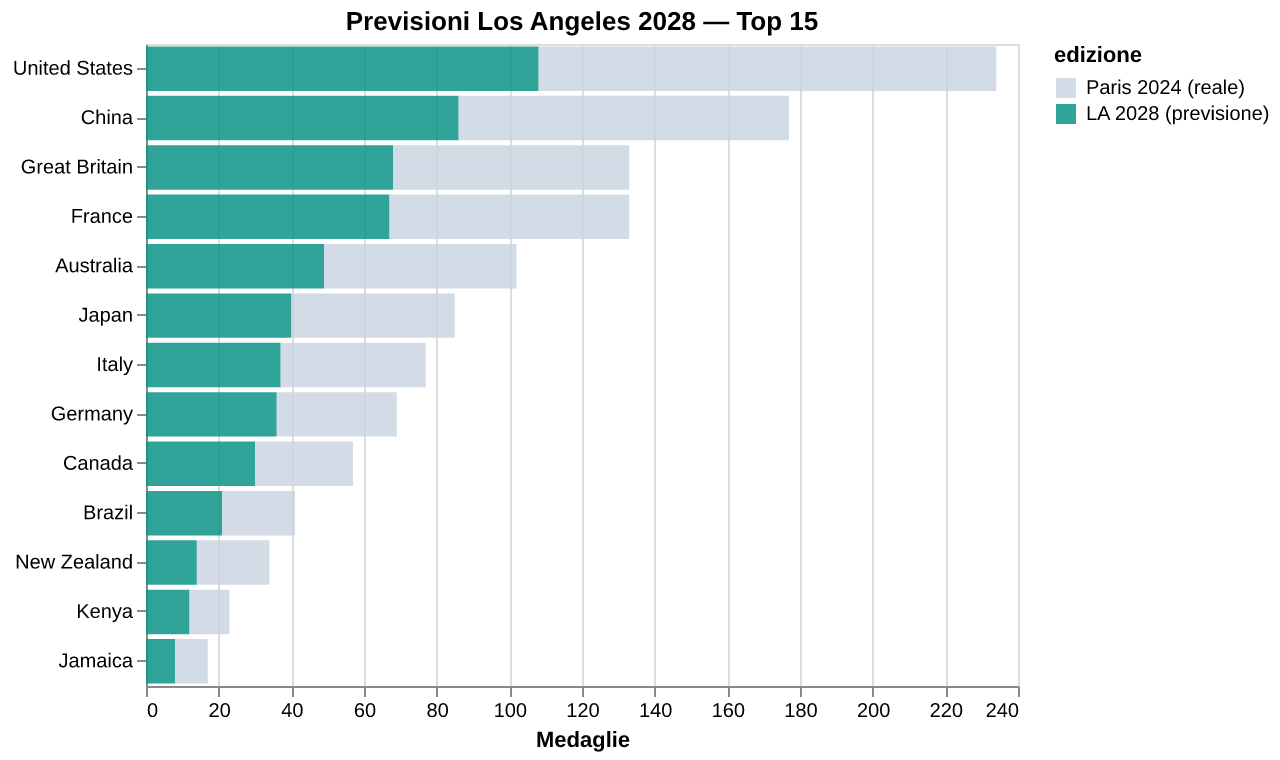 Previsioni Los Angeles 2028 — Top 15
edizione
Paris 2024 (reale)
LA 2028 (previsione)
United States
China
Great Britain
France
Australia
Japan
Italy
Germany
Canada
Brazil
New Zealand
Kenya
Jamaica
0 20 40 60 80 100 120 140 160 180 200 220 240
Medaglie